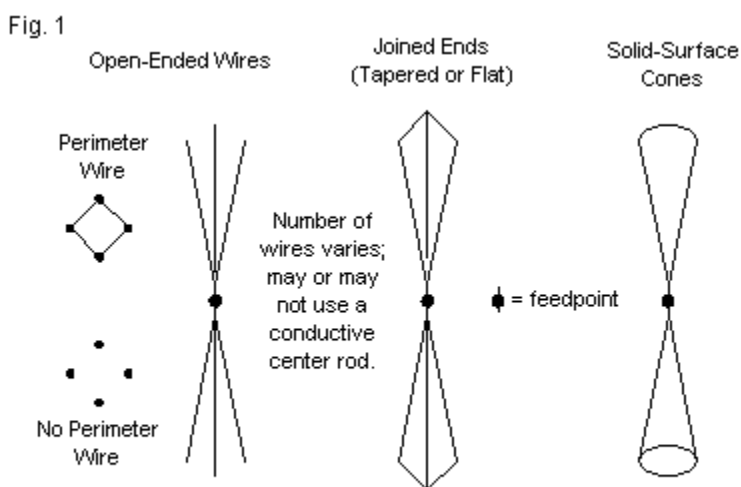 Fig. 1
Open-Ended Wires
Joined Ends
(Tapered or Flat)
Solid-Surface
Cones
Perimeter
Wire
Number of
wires varies;
may or may
not use a
conductive
center rod.
= feedpoint
No Perimeter
Wire